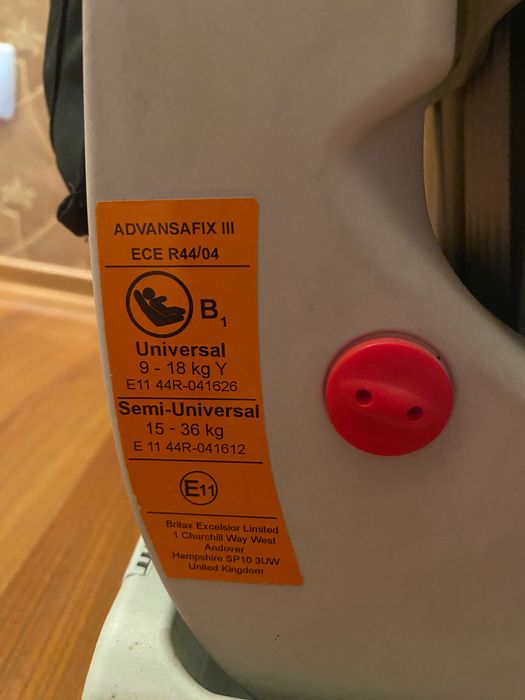 ADVANSAFIX III
ECE R44/04
B1
Universal
9 - 18 kg Y
E11 44R-041626
Semi-Universal
15 - 36 kg
E 11 44R-041612
E11
Britax Excelsior Limited
1 Churchill Way West
Andover
Hampshire SP10 3UW
United Kingdom